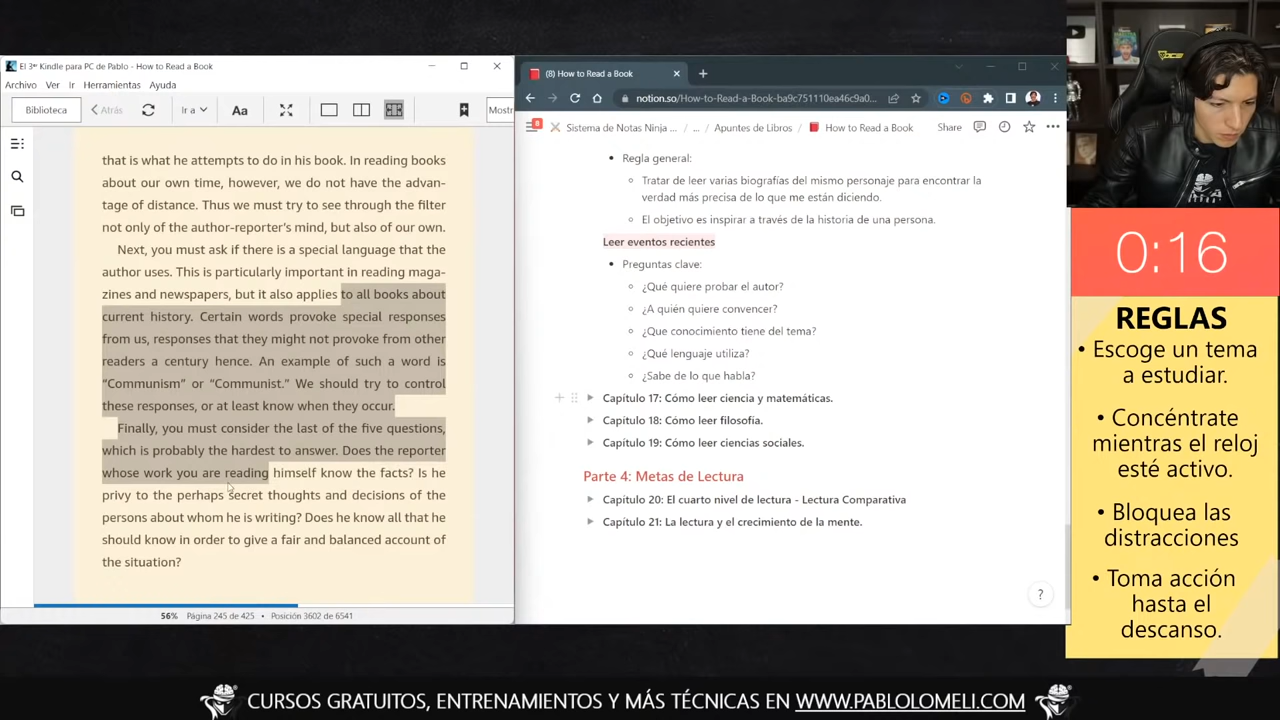 El 3er Kindle para PC de Pablo - How to Read a Book
Archivo Ver Ir Herramientas Ayuda
Biblioteca
Atrás
Ir a
Aa
Mostr
that is what he attempts to do in his book. In reading books
about our own time, however, we do not have the advan-
tage of distance. Thus we must try to see through the filter
not only of the author-reporter's mind, but also of our own.
Next, you must ask if there is a special language that the
author uses. This is particularly important in reading maga-
zines and newspapers, but it also applies to all books about
current history. Certain words provoke special responses
from us, responses that they might not provoke from other
readers a century hence. An example of such a word is
“Communism” or “Communist.” We should try to control
these responses, or at least know when they occur.
Finally, you must consider the last of the five questions,
which is probably the hardest to answer. Does the reporter
whose work you are reading himself know the facts? Is he
privy to the perhaps secret thoughts and decisions of the
persons about whom he is writing? Does he know all that he
should know in order to give a fair and balanced account of
the situation?
56% Página 245 de 425 • Posición 3602 de 6541
(8) How to Read a Book
notion.so/How-to-Read-a-Book-ba9c751110ea46c9a0...
8
Sistema de Notas Ninja / ... / Apuntes de Libros / How to Read a Book
Share
• Regla general:
Tratar de leer varias biografías del mismo personaje para encontrar la
verdad más precisa de lo que me están diciendo.
El objetivo es inspirar a través de la historia de una persona.
Leer eventos recientes
• Preguntas clave:
¿Qué quiere probar el autor?
¿A quién quiere convencer?
¿Que conocimiento tiene del tema?
¿Qué lenguaje utiliza?
¿Sabe de lo que habla?
Capítulo 17: Cómo leer ciencia y matemáticas.
Capítulo 18: Cómo leer filosofía.
Capítulo 19: Cómo leer ciencias sociales.
Parte 4: Metas de Lectura
Capítulo 20: El cuarto nivel de lectura - Lectura Comparativa
Capítulo 21: La lectura y el crecimiento de la mente.
?
0:16
REGLAS
• Escoge un tema
a estudiar.
• Concéntrate
mientras el reloj
esté activo.
• Bloquea las
distracciones
• Toma acción
hasta el
descanso.
CURSOS GRATUITOS, ENTRENAMIENTOS Y MÁS TÉCNICAS EN WWW.PABLOLOMELI.COM